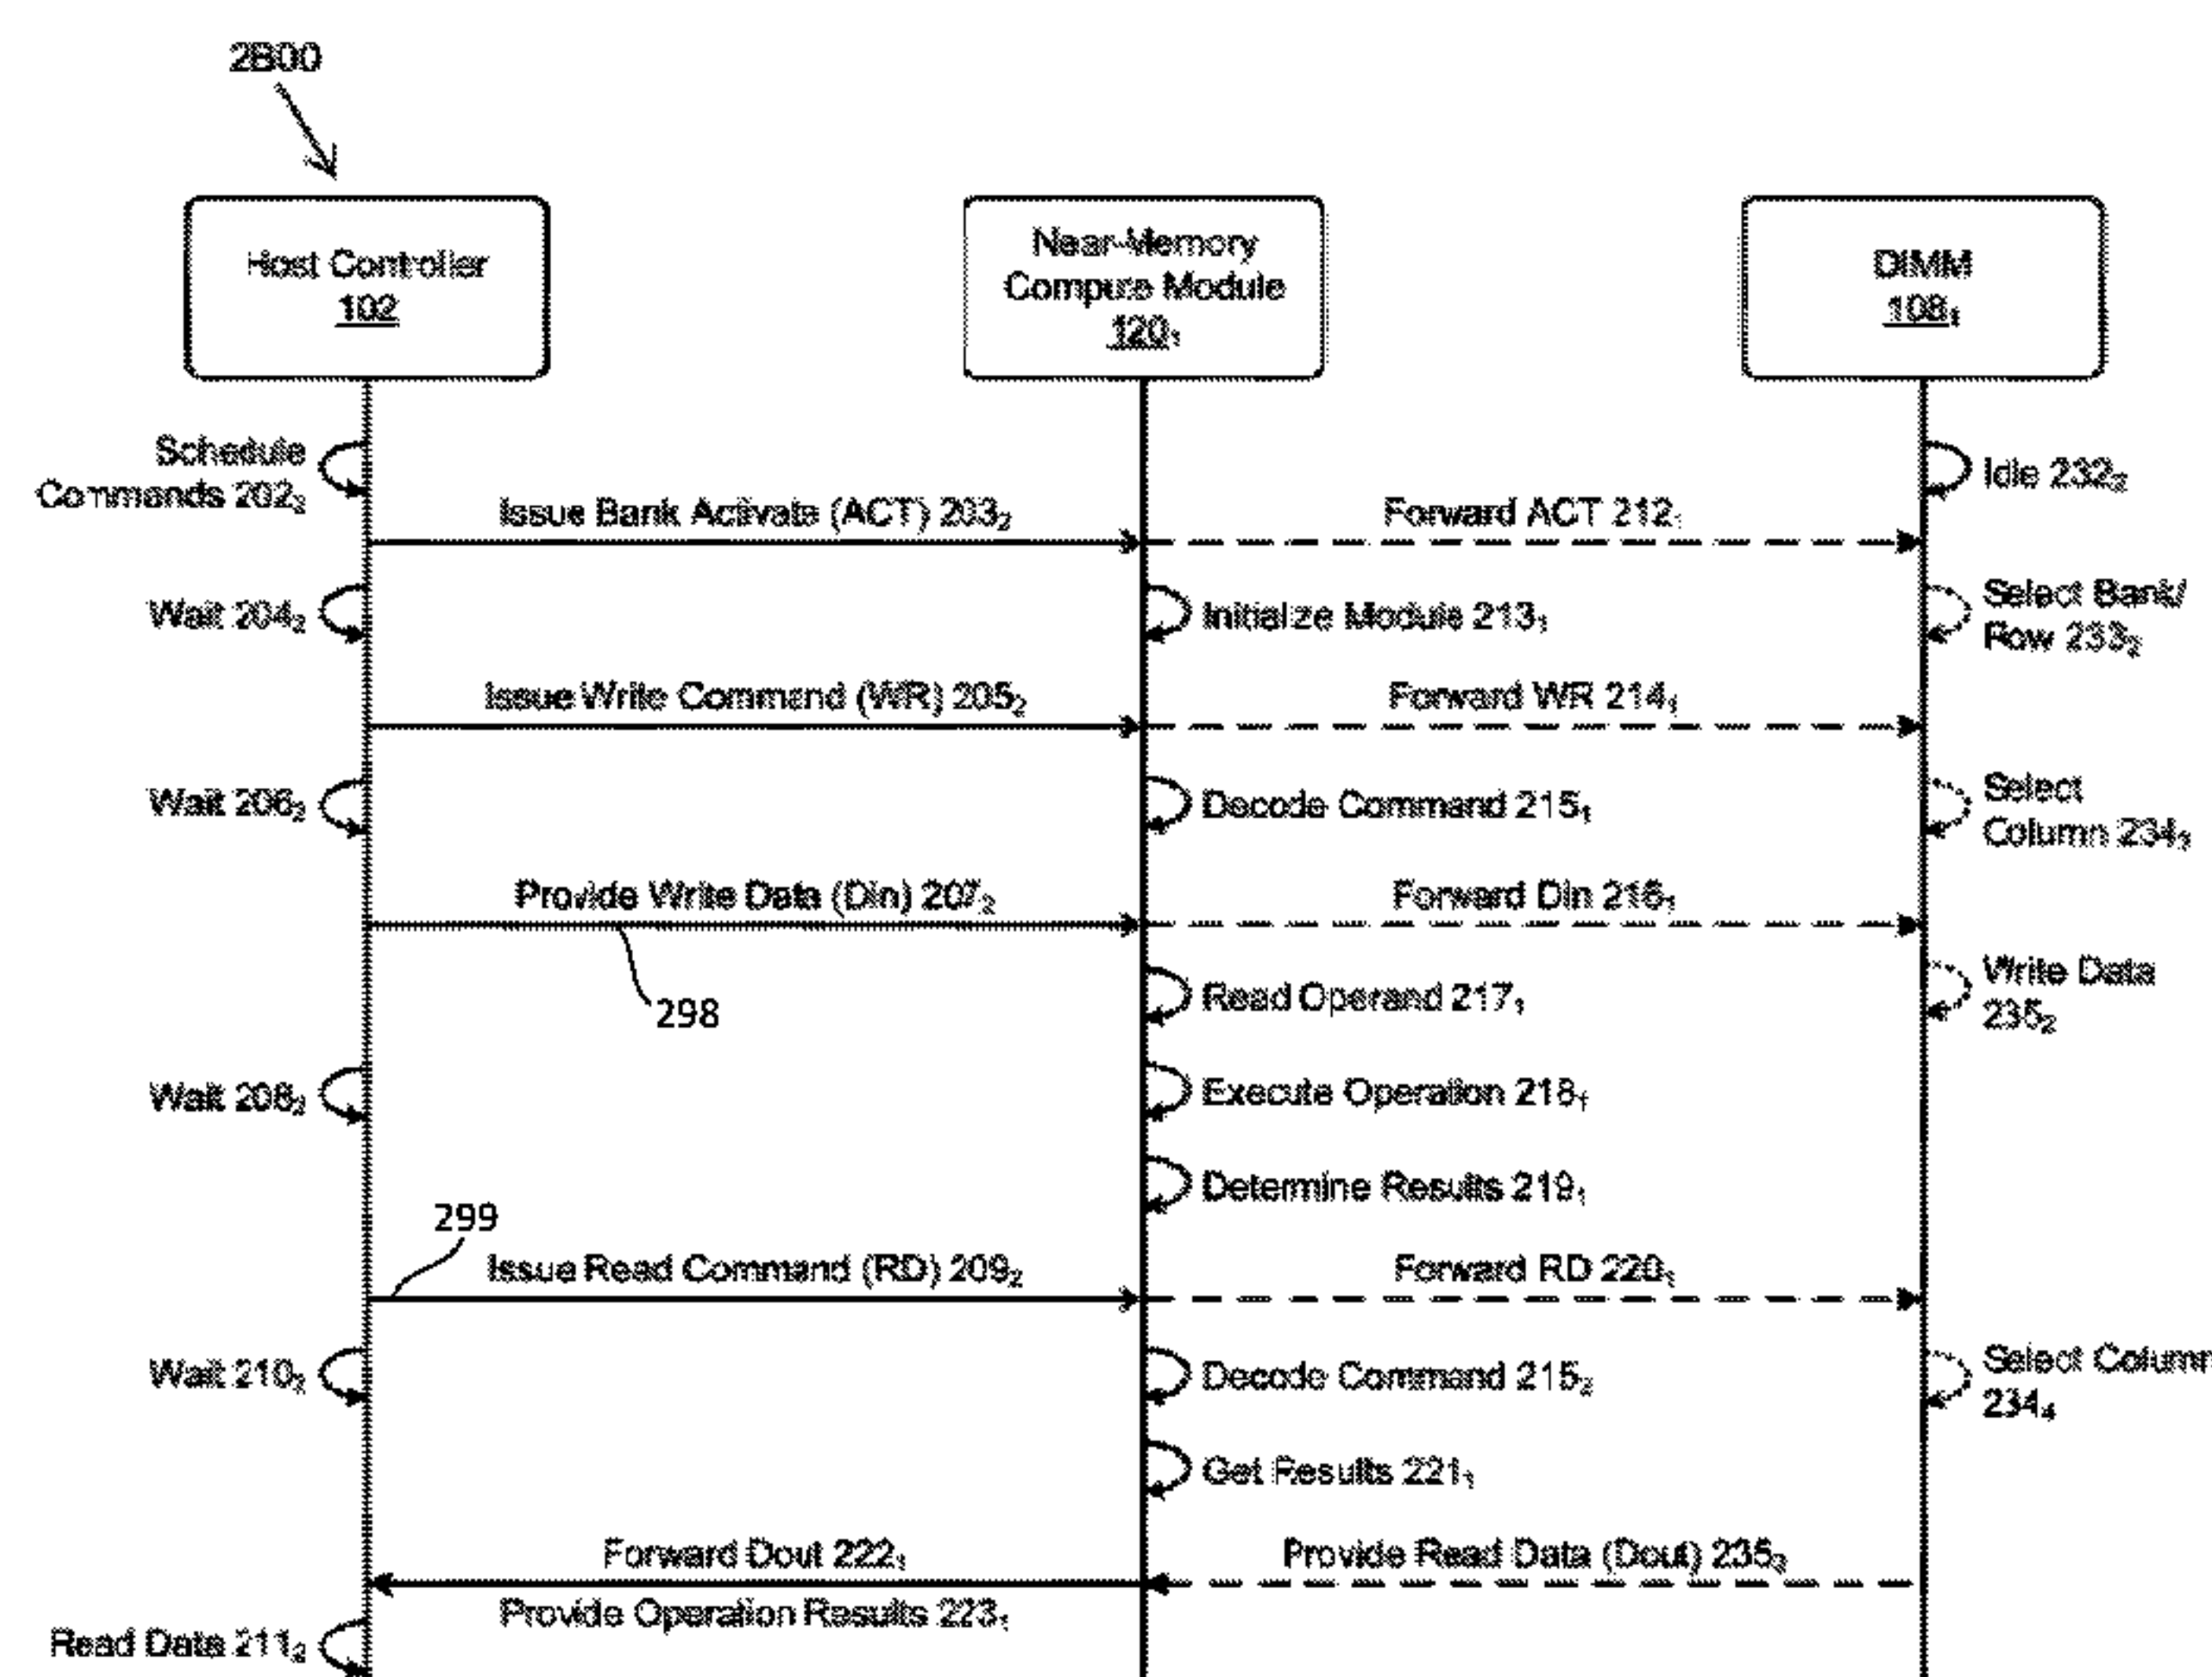 2B00
Host Controller
102
Near-Memory
Compute Module
120₁
DIMM
108₁
Schedule
Commands 202₃
Idle 232₂
Issue Bank Activate (ACT) 203₂
Forward ACT 212₁
Wait 204₂
Initialize Module 213₁
Select Bank/
Row 233₂
Issue Write Command (WR) 205₂
Forward WR 214₁
Wait 206₂
Decode Command 215₁
Select
Column 234₃
Provide Write Data (Din) 207₂
Forward Din 216₁
298
Read Operand 217₁
Write Data
235₂
Wait 208₂
Execute Operation 218₁
Determine Results 219₁
299
Issue Read Command (RD) 209₂
Forward RD 220₁
Wait 210₂
Decode Command 215₂
Select Column
234₄
Get Results 221₁
Forward Dout 222₁
Provide Read Data (Dout) 235₃
Provide Operation Results 223₁
Read Data 211₂